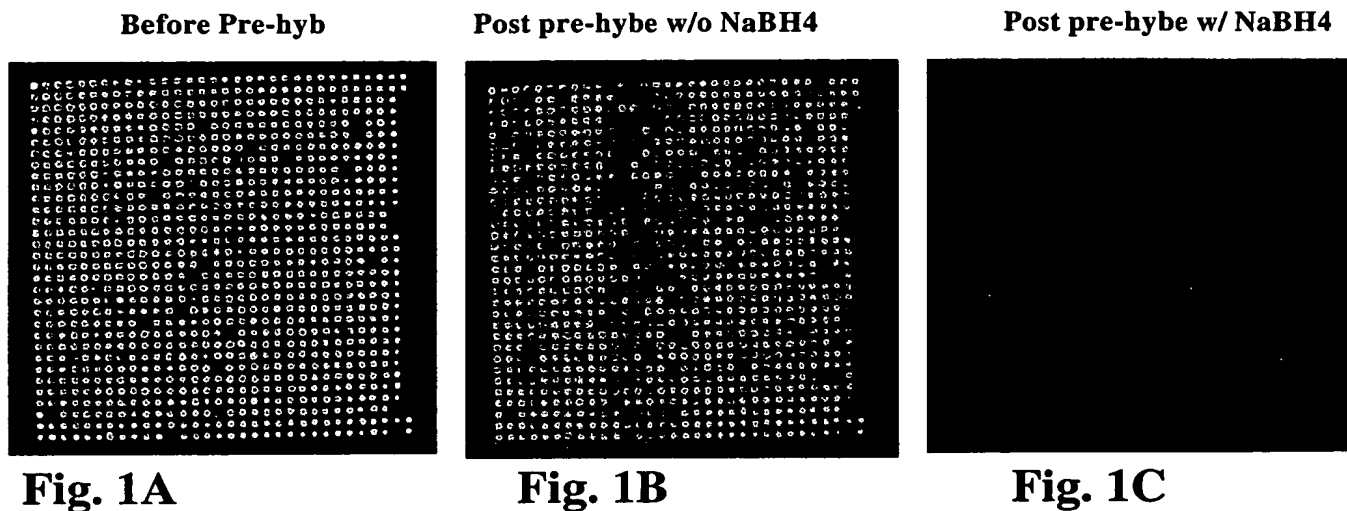 Before Pre-hyb
Post pre-hybe w/o NaBH4
Post pre-hybe w/ NaBH4
Fig. 1A
Fig. 1B
Fig. 1C